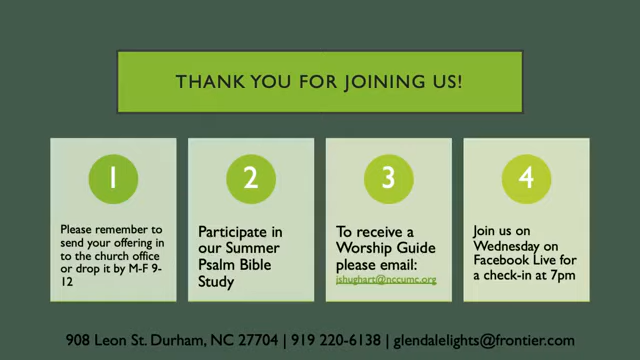 THANK YOU FOR JOINING US!
1
Please remember to
send your offering in
to the church office
or drop it by M-F 9-
12
2
Participate in
our Summer
Psalm Bible
Study
3
To receive a
Worship Guide
please email:
jshughart@nccumc.org
4
Join us on
Wednesday on
Facebook Live for
a check-in at 7pm
908 Leon St. Durham, NC 27704 | 919 220-6138 | glendalelights@frontier.com